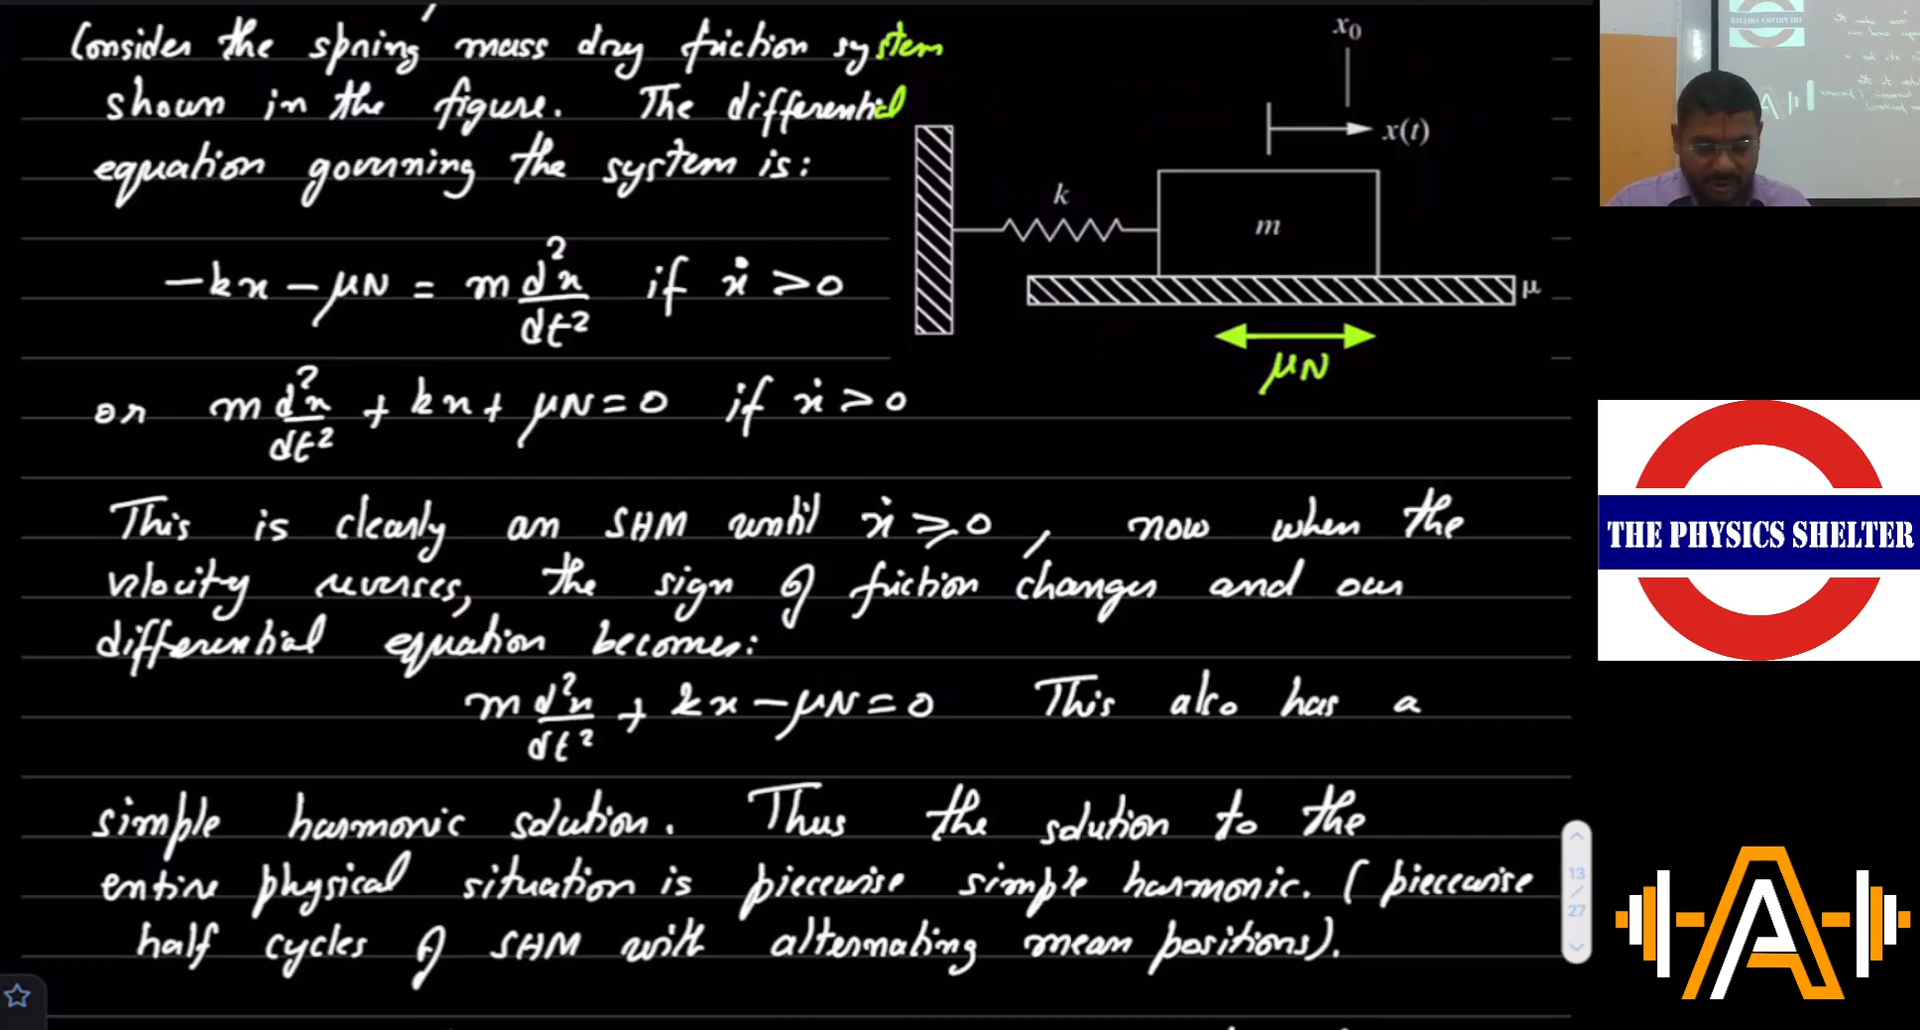 Consider the spring mass dry friction system
shown in the figure. The differential
equation governing the system is:
-kx - μN = m d²x/dt² if ẋ > 0
or m d²x/dt² + kx + μN = 0 if ẋ > 0
This is clearly an SHM until ẋ ⩾ 0, now when the
velocity reverses, the sign of friction changes and our
differential equation becomes:
m d²x/dt² + kx - μN = 0 This also has a
simple harmonic solution. Thus the solution to the
entire physical situation is piecewise simple harmonic. (piecewise
half cycles of SHM with alternating mean positions).
x₀
x(t)
k
m
μ
μN
THE PHYSICS SHELTER
13
/
27
A